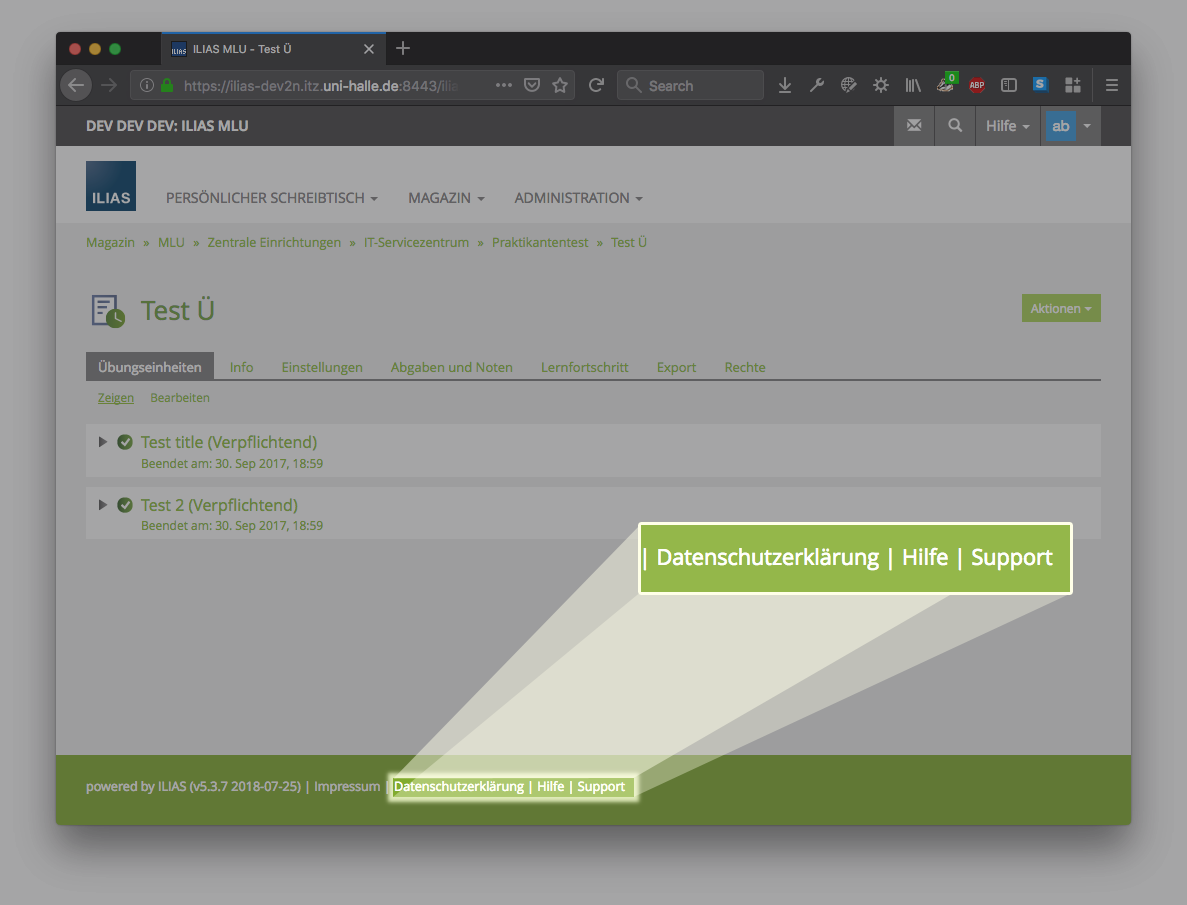 ILIAS MLU - Test Ü
https://ilias-dev2n.itz.uni-halle.de:8443/ilia
Search
0
ABP
S
DEV DEV DEV: ILIAS MLU
Hilfe
ab
ILIAS
PERSÖNLICHER SCHREIBTISCH
MAGAZIN
ADMINISTRATION
Magazin » MLU » Zentrale Einrichtungen » IT-Servicezentrum » Praktikantentest » Test Ü
Test Ü
Aktionen
Übungseinheiten
Info
Einstellungen
Abgaben und Noten
Lernfortschritt
Export
Rechte
Zeigen
Bearbeiten
Test title (Verpflichtend)
Beendet am: 30. Sep 2017, 18:59
Test 2 (Verpflichtend)
Beendet am: 30. Sep 2017, 18:59
| Datenschutzerklärung | Hilfe | Support
powered by ILIAS (v5.3.7 2018-07-25) | Impressum | Datenschutzerklärung | Hilfe | Support